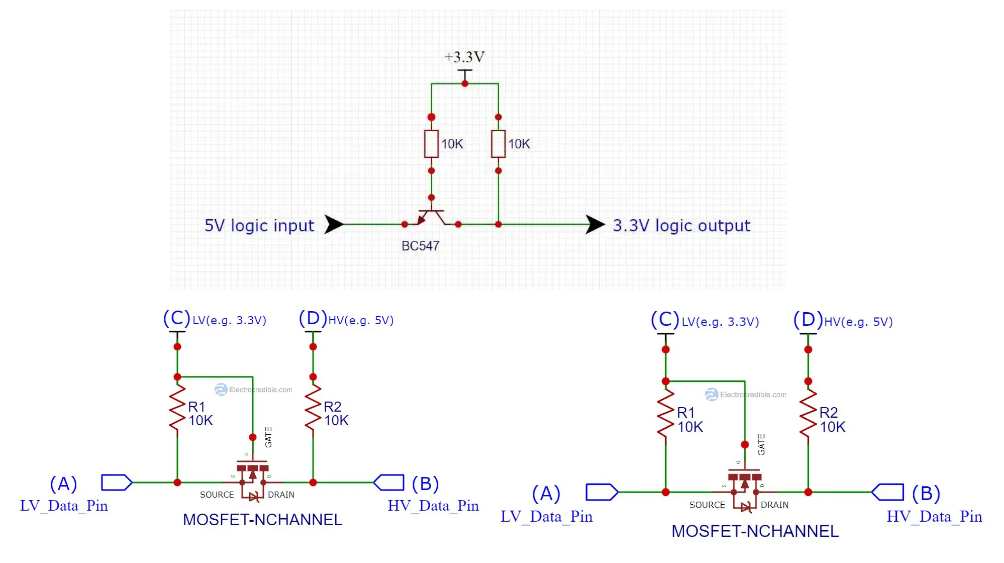 +3.3V
10K
10K
5V logic input
3.3V logic output
BC547
(C) LV(e.g. 3.3V)
(D) HV(e.g. 5V)
Electrocredible.com
R1
10K
R2
10K
GATE
G
S
D
(A)
(B)
LV_Data_Pin
SOURCE
DRAIN
HV_Data_Pin
MOSFET-NCHANNEL
(C) LV(e.g. 3.3V)
(D) HV(e.g. 5V)
Electrocredible.com
R1
10K
R2
10K
GATE
G
S
D
(A)
(B)
LV_Data_Pin
SOURCE
DRAIN
HV_Data_Pin
MOSFET-NCHANNEL